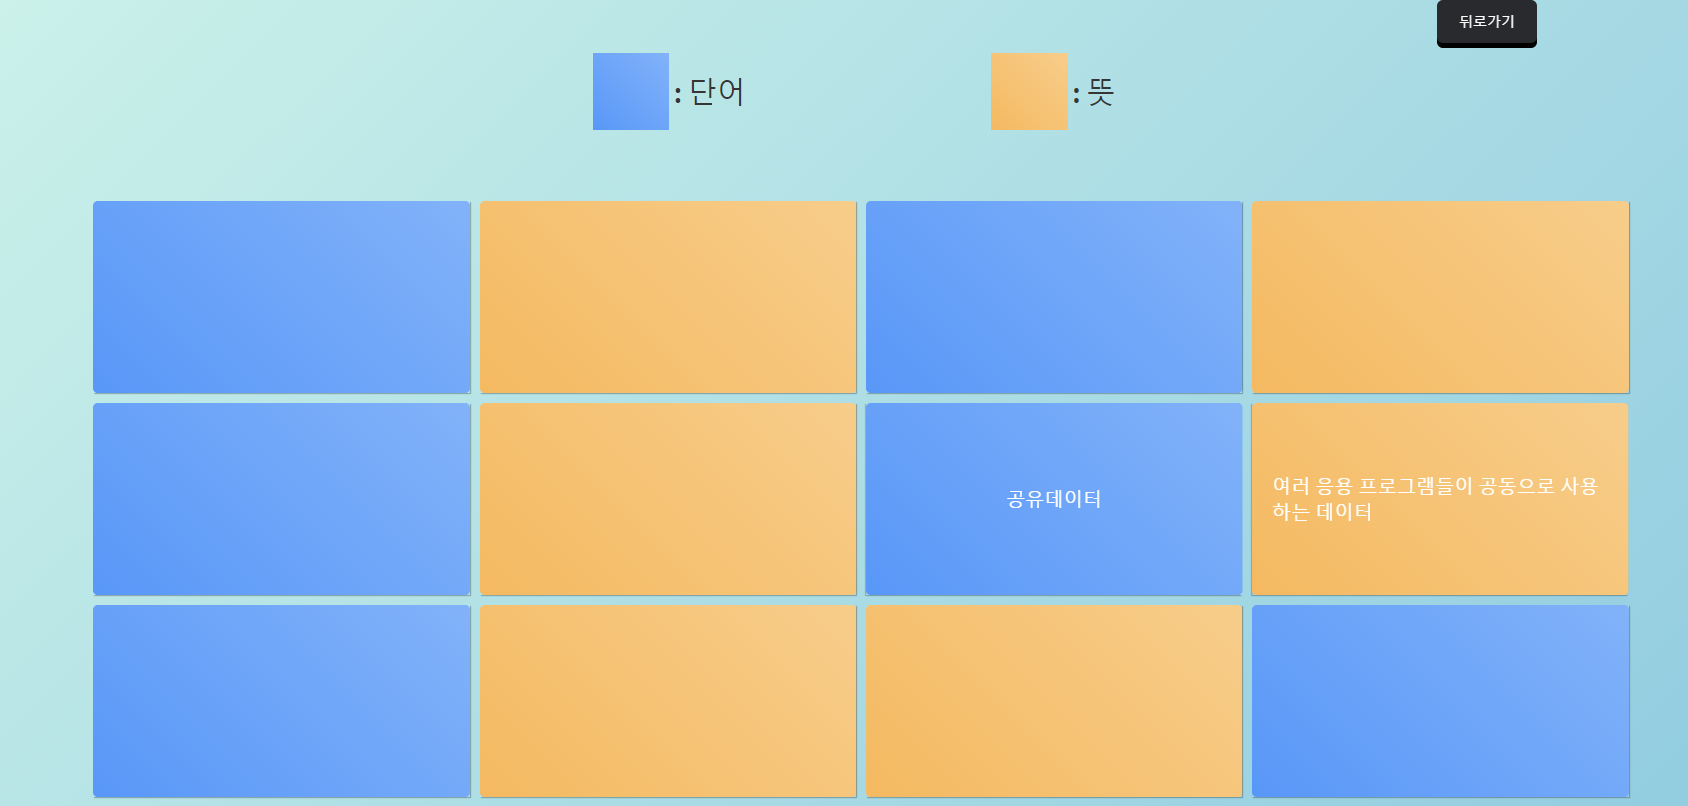 뒤로가기
: 단어
: 뜻
공유데이터
여러 응용 프로그램들이 공동으로 사용
하는 데이터